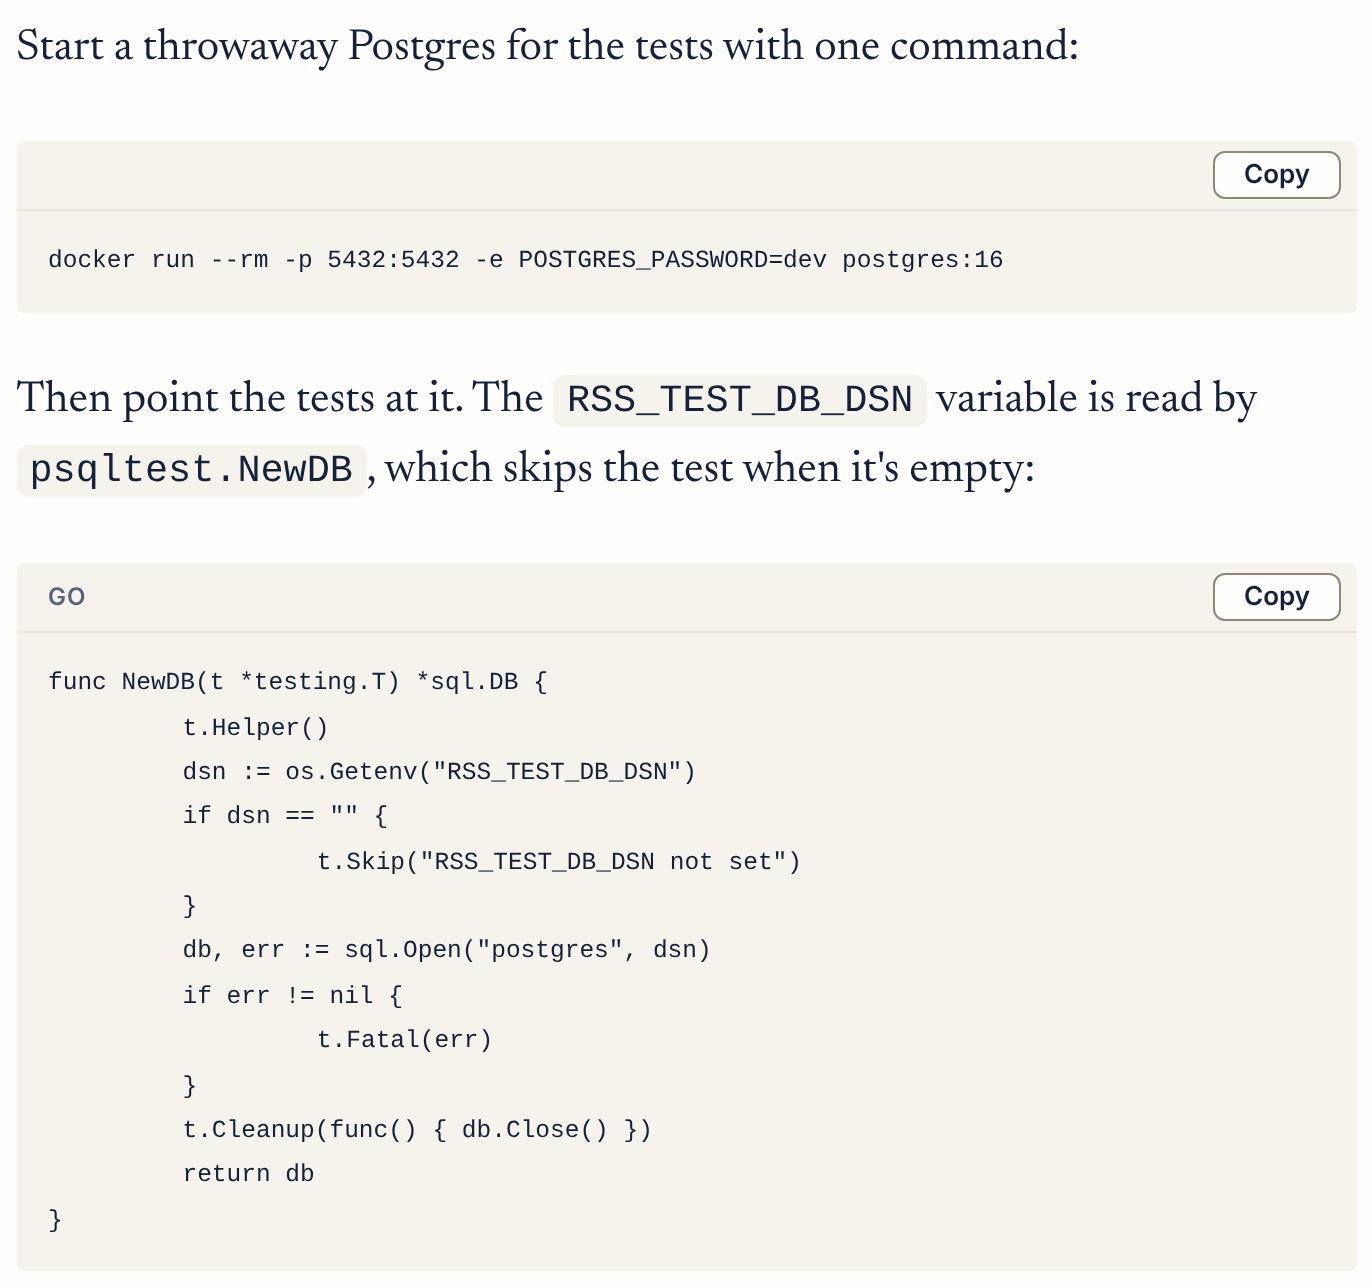 Start a throwaway Postgres for the tests with one command:
Copy
docker run --rm -p 5432:5432 -e POSTGRES_PASSWORD=dev postgres:16
Then point the tests at it. The RSS_TEST_DB_DSN variable is read by
psqltest.NewDB, which skips the test when it's empty:
GO Copy
func NewDB(t *testing.T) *sql.DB {
	t.Helper()
	dsn := os.Getenv("RSS_TEST_DB_DSN")
	if dsn == "" {
		t.Skip("RSS_TEST_DB_DSN not set")
	}
	db, err := sql.Open("postgres", dsn)
	if err != nil {
		t.Fatal(err)
	}
	t.Cleanup(func() { db.Close() })
	return db
}